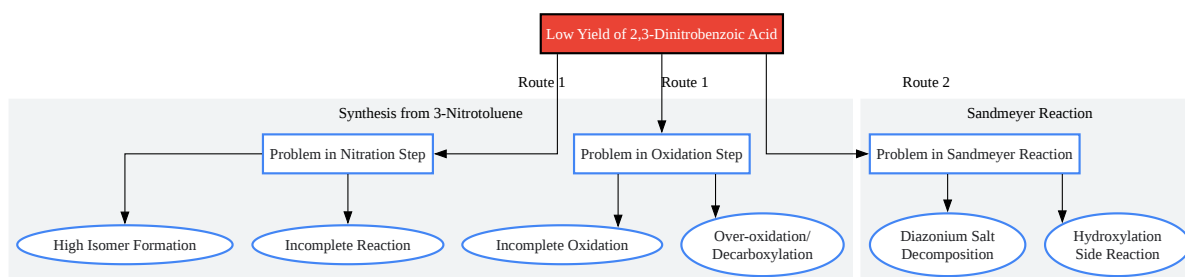 Low Yield of 2,3-Dinitrobenzoic Acid
Route 1
Route 1
Route 2
Synthesis from 3-Nitrotoluene
Sandmeyer Reaction
Problem in Nitration Step
Problem in Oxidation Step
Problem in Sandmeyer Reaction
High Isomer Formation
Incomplete Reaction
Incomplete Oxidation
Over-oxidation/
Decarboxylation
Diazonium Salt
Decomposition
Hydroxylation
Side Reaction